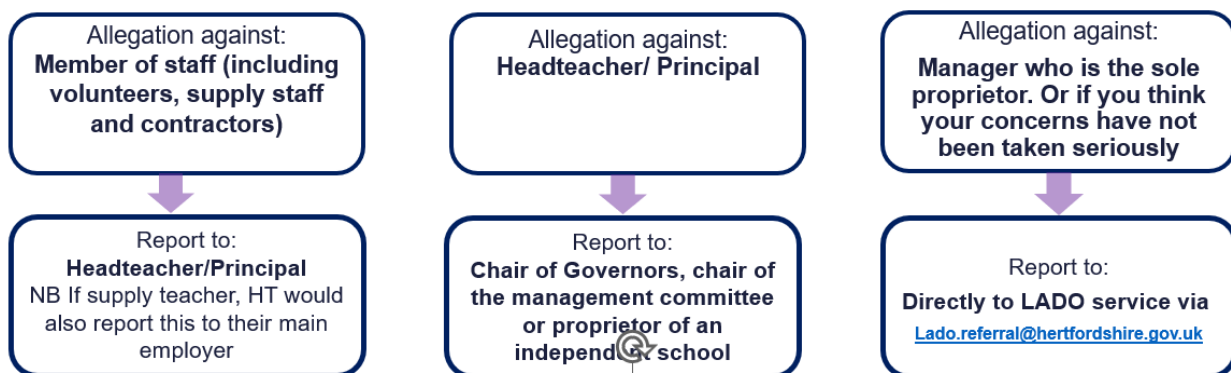 Allegation against:
Member of staff (including
volunteers, supply staff
and contractors)
Report to:
Headteacher/Principal
NB If supply teacher, HT would
also report this to their main
employer
Allegation against:
Headteacher/ Principal
Report to:
Chair of Governors, chair of
the management committee
or proprietor of an
independent school
Allegation against:
Manager who is the sole
proprietor. Or if you think
your concerns have not
been taken seriously
Report to:
Directly to LADO service via
Lado.referral@hertfordshire.gov.uk